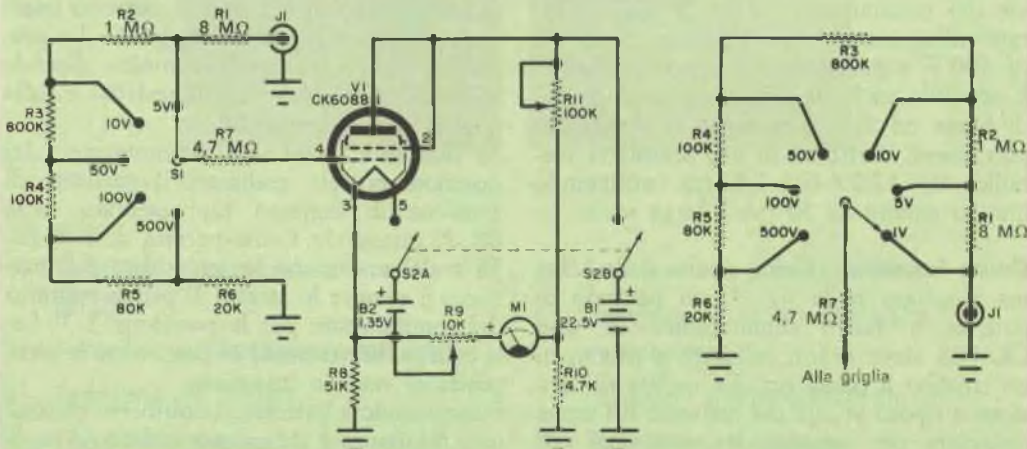 R2
1 MΩ
R1
8 MΩ
J1
R3
800K
10V
5V
50V
S1
R4
100K
100V
500V
R5
80K
R6
20K
R7
4,7 MΩ
V1
CK6088
4
2
3
5
S2A
B2
1,35V
R9
10K
M1
R8
51K
R11
100K
S2B
B1
22,5V
R10
4.7K
R3
800K
R4
100K
50V
10V
R2
1 MΩ
R5
80K
100V
5V
500V
1V
R1
8 MΩ
R6
20K
R7
4,7 MΩ
J1
Alla griglia